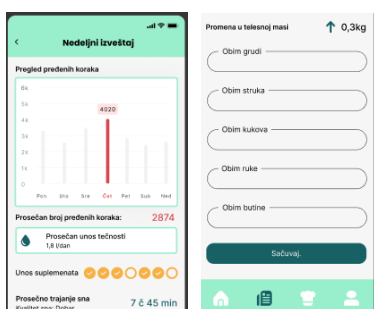 Nedeljni izveštaj
Pregled pređenih koraka
6k
5k
4k
3k
2k
1k
0
4020
Pon Uto Sre Čet Pet Sub Ned
Prosečan broj pređenih koraka: 2874
Prosečan unos tečnosti
1,8 l/dan
Unos suplemenata
Prosečno trajanje sna 7 č 45 min
Kvalitet sna: Dobar
Promena u telesnoj masi 0,3kg
Obim grudi
Obim struka
Obim kukova
Obim ruke
Obim butine
Sačuvaj.